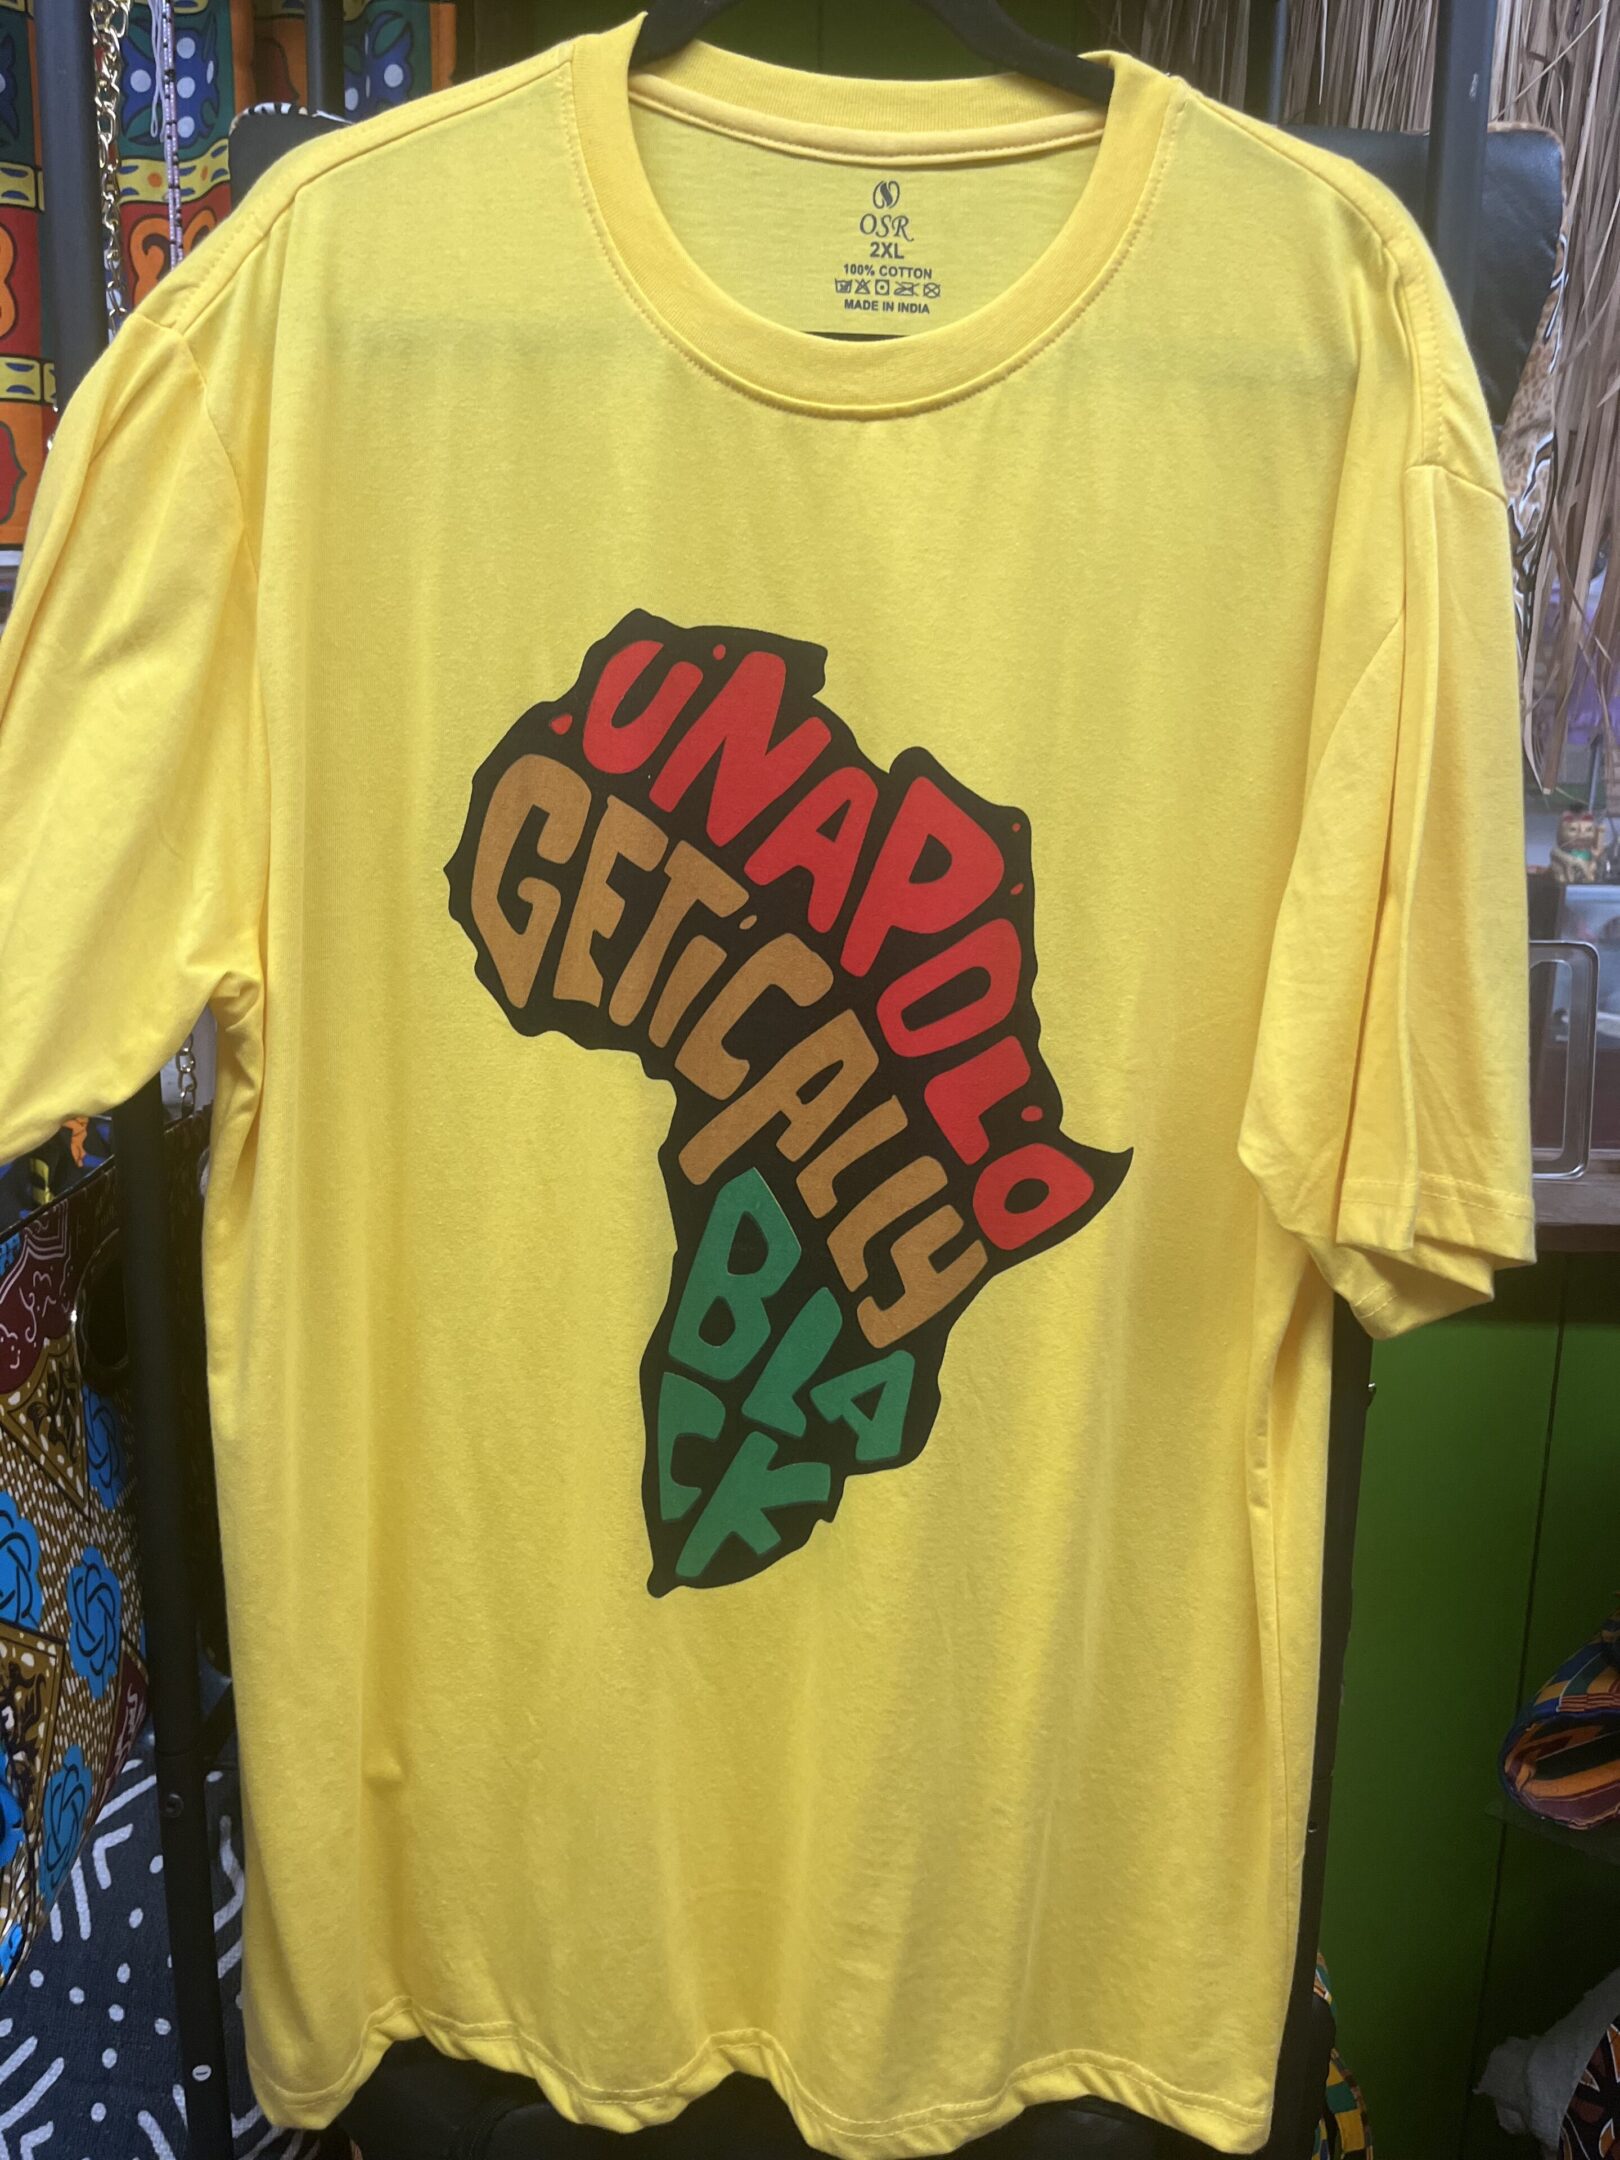 OSR
2XL
100% COTTON
MADE IN INDIA
UNAPOLO
GETiCALLY
BLA
CK